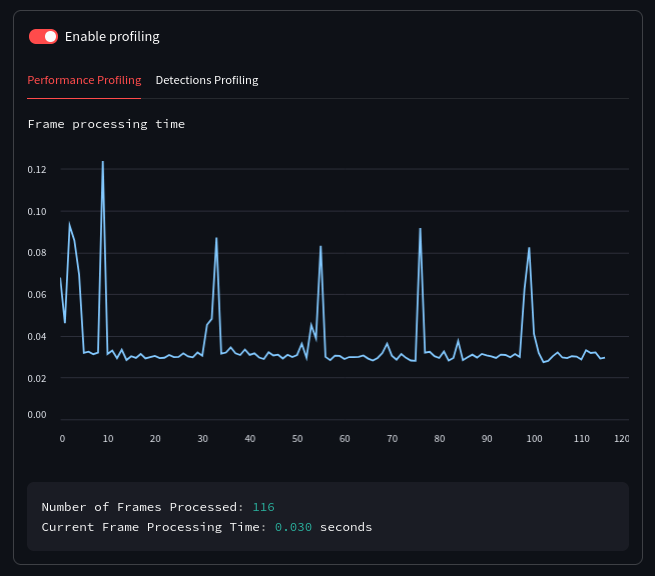 Enable profiling
Performance Profiling Detections Profiling
Frame processing time
0.12
0.10
0.08
0.06
0.04
0.02
0.00
0 10 20 30 40 50 60 70 80 90 100 110 120
Number of Frames Processed: 116
Current Frame Processing Time: 0.030 seconds